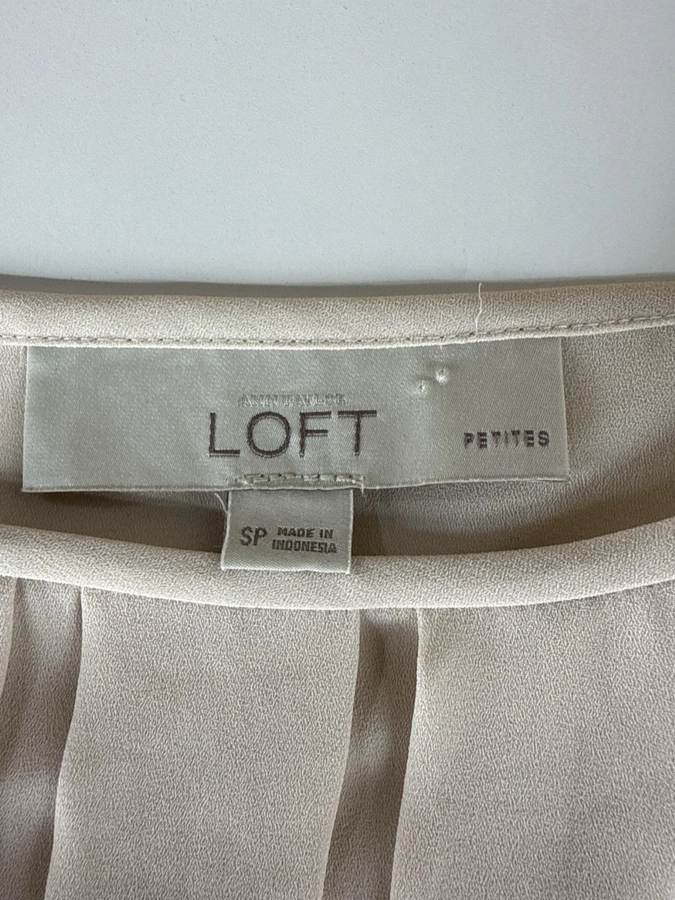 ANN TAYLOR
LOFT
PETITES
SP MADE IN
INDONESIA